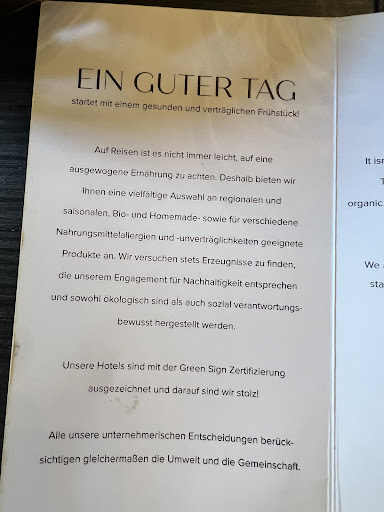 EIN GUTER TAG
startet mit einem gesunden und verträglichen Frühstück!
Auf Reisen ist es nicht immer leicht, auf eine
ausgewogene Ernährung zu achten. Deshalb bieten wir
Ihnen eine vielfältige Auswahl an regionalen und
saisonalen, Bio- und Homemade- sowie für verschiedene
Nahrungsmittelallergien und -unverträglichkeiten geeignete
Produkte an. Wir versuchen stets Erzeugnisse zu finden,
die unserem Engagement für Nachhaltigkeit entsprechen
und sowohl ökologisch sind als auch sozial verantwortungs-
bewusst hergestellt werden.
Unsere Hotels sind mit der Green Sign Zertifizierung
ausgezeichnet und darauf sind wir stolz!
Alle unsere unternehmerischen Entscheidungen berück-
sichtigen gleichermaßen die Umwelt und die Gemeinschaft.
It
organic
We